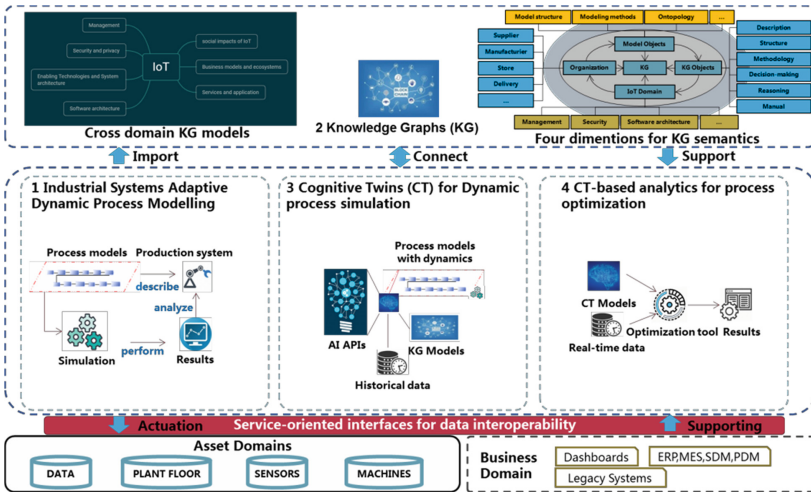 Management
Security and privacy
Enabling Technologies and System
architecture
Software architecture
IoT
social impacts of IoT
Business models and ecosystems
Services and application
Cross domain KG models
2 Knowledge Graphs (KG)
Model structure
Modeling methods
Ontopology
...
Supplier
Manufacturier
Store
Delivery
...
Model Objects
Organization
KG
KG Objects
IoT Domain
Description
Structure
Methodology
Decision-making
Reasoning
Manual
Management
Security
Software architecture
...
Four dimentions for KG semantics
Import
Connect
Support
1 Industrial Systems Adaptive
Dynamic Process Modelling
Process models
Production system
describe
analyze
Simulation
perform
Results
3 Cognitive Twins (CT) for Dynamic
process simulation
Process models
with dynamics
AI APIs
KG Models
Historical data
4 CT-based analytics for process
optimization
CT Models
Real-time data
Optimization tool
Results
Actuation
Service-oriented interfaces for data interoperability
Supporting
Asset Domains
DATA
PLANT FLOOR
SENSORS
MACHINES
Business
Domain
Dashboards
ERP,MES,SDM,PDM
Legacy Systems